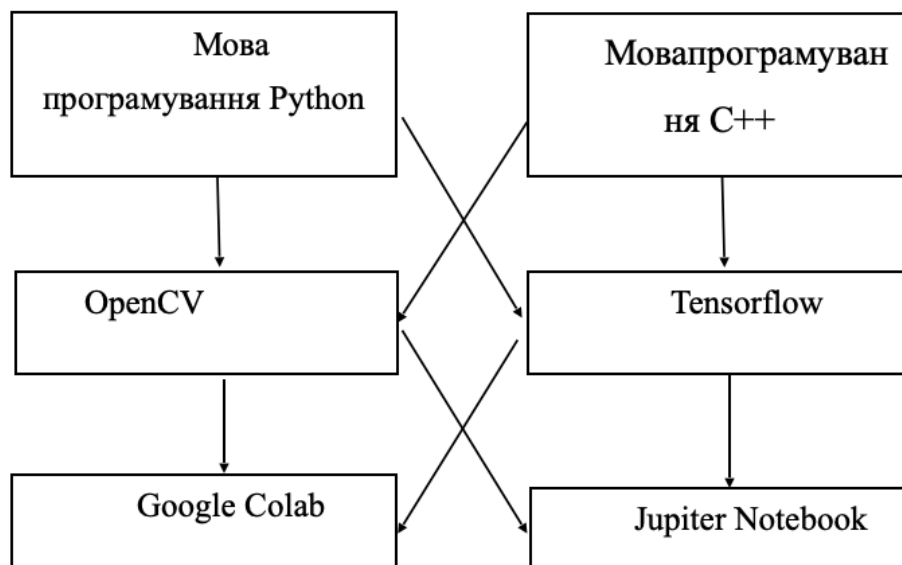 Мова
програмування Python
Мовапрограмуван
ня C++
OpenCV
Tensorflow
Google Colab
Jupiter Notebook